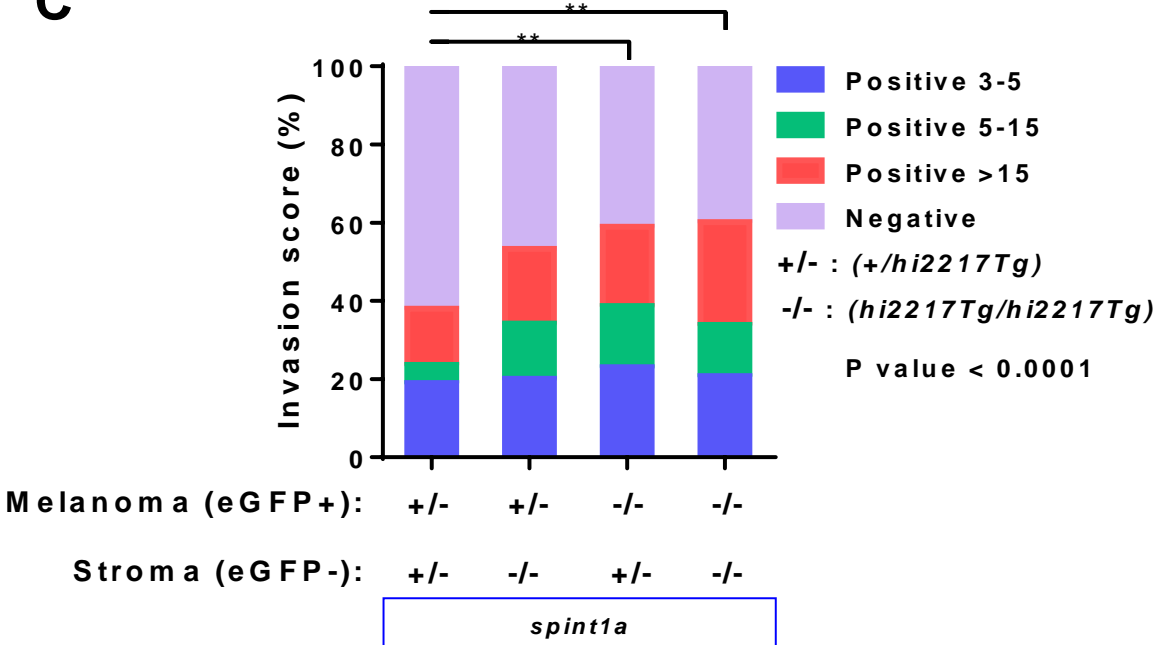 C
**
**
Invasion score (%)
100
80
60
40
20
0
Positive 3-5
Positive 5-15
Positive >15
Negative
+/- : (+/hi2217Tg)
-/- : (hi2217Tg/hi2217Tg)
P value < 0.0001
Melanoma (eGFP+): +/- +/- -/- -/-
Stroma (eGFP-): +/- -/- +/- -/-
spint1a